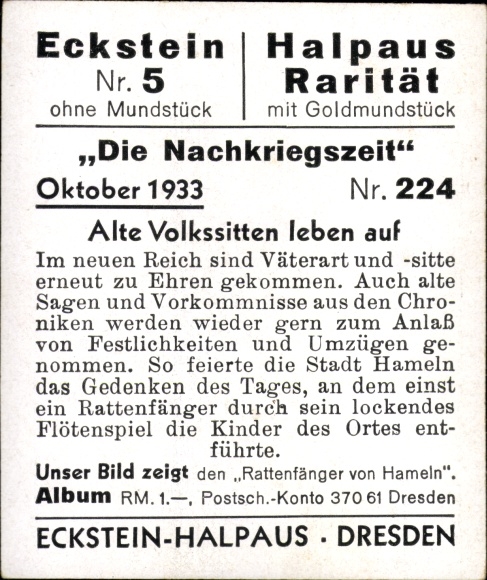 Eckstein
Nr. 5
ohne Mundstück
Halpaus
Rarität
mit Goldmundstück
„Die Nachkriegszeit“
Oktober 1933 Nr. 224
Alte Volkssitten leben auf
Im neuen Reich sind Väterart und -sitte
erneut zu Ehren gekommen. Auch alte
Sagen und Vorkommnisse aus den Chro-
niken werden wieder gern zum Anlaß
von Festlichkeiten und Umzügen ge-
nommen. So feierte die Stadt Hameln
das Gedenken des Tages, an dem einst
ein Rattenfänger durch sein lockendes
Flötenspiel die Kinder des Ortes ent-
führte.
Unser Bild zeigt den „Rattenfänger von Hameln“.
Album RM. 1.—, Postsch.-Konto 370 61 Dresden
ECKSTEIN-HALPAUS · DRESDEN